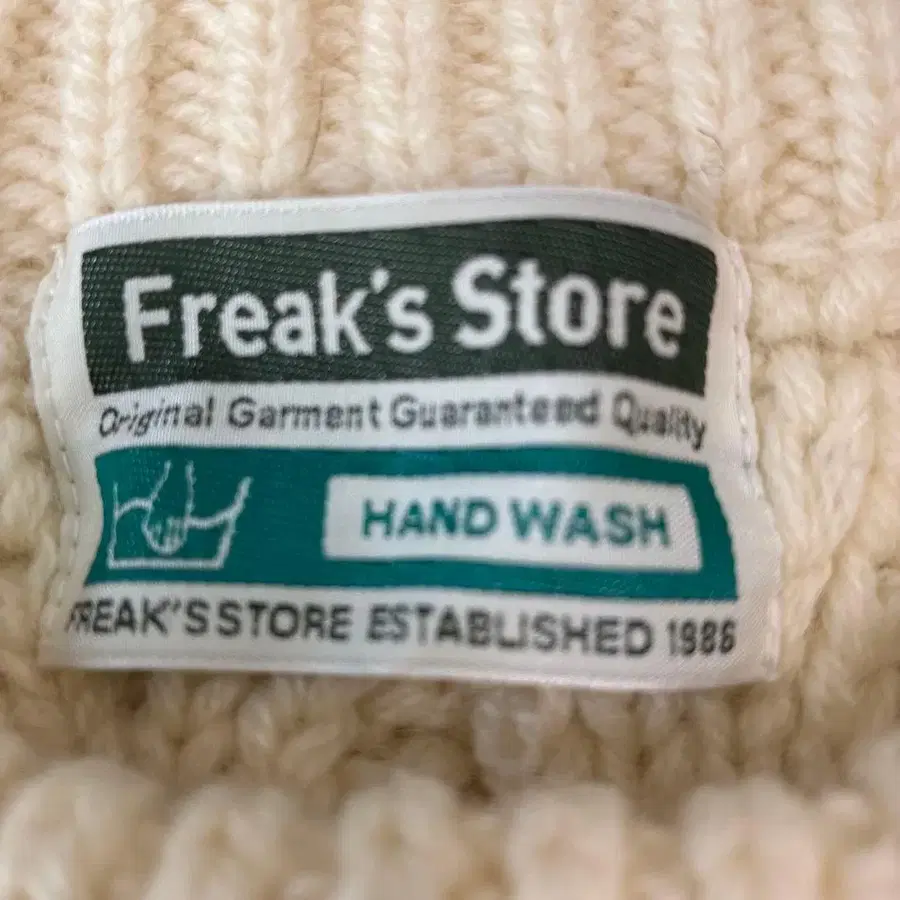 Freak's Store
Original Garment Guaranteed Quality
HAND WASH
FREAK'S STORE ESTABLISHED 1986